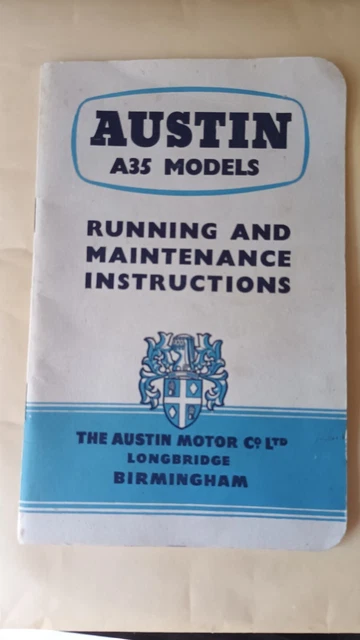 AUSTIN
A35 MODELS
RUNNING AND
MAINTENANCE
INSTRUCTIONS
THE AUSTIN MOTOR Co LTD
LONGBRIDGE
BIRMINGHAM